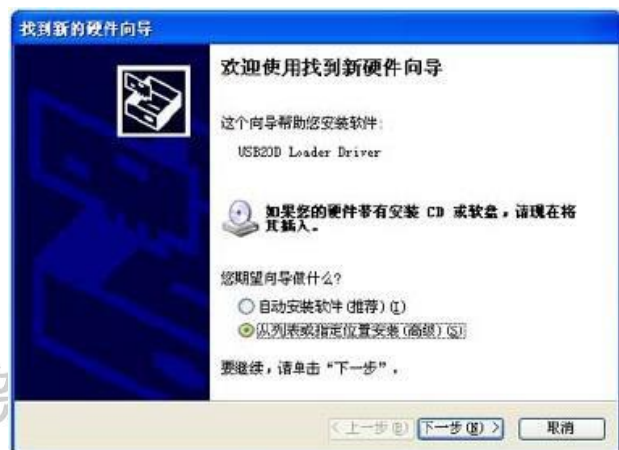 找到新的硬件向导
欢迎使用找到新硬件向导
这个向导帮助您安装软件:
USB20D Loader Driver
如果您的硬件带有安装 CD 或软盘，请现在将
其插入。
您期望向导做什么?
自动安装软件(推荐)(I)
从列表或指定位置安装(高级)(S)
要继续，请单击“下一步”。
< 上一步(B)
下一步(N) >
取消